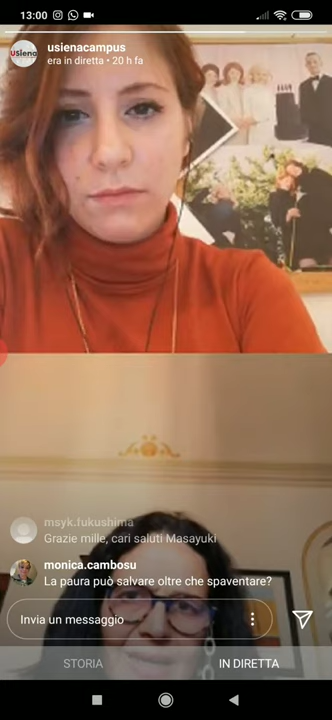 13:00
USiena
usienacampus
era in diretta • 20 h fa
msyk.fukushima
Grazie mille, cari saluti Masayuki
monica.cambosu
La paura può salvare oltre che spaventare?
Invia un messaggio
STORIA
IN DIRETTA